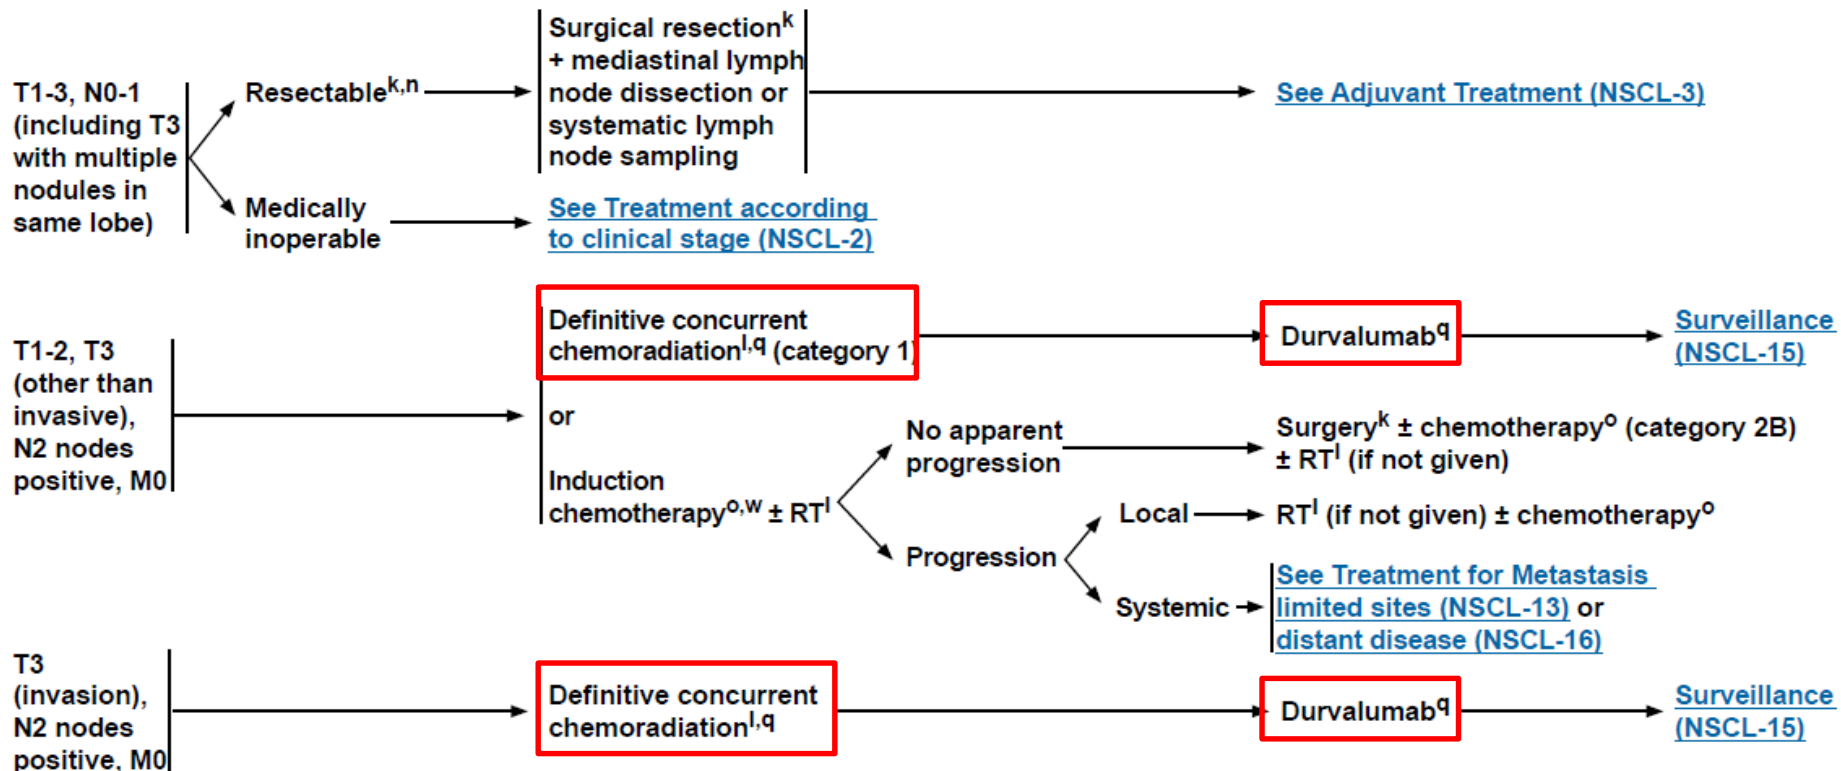 T1-3, N0-1
(including T3
with multiple
nodules in
same lobe)
Resectablek,n
Surgical resectionk
+ mediastinal lymph
node dissection or
systematic lymph
node sampling
See Adjuvant Treatment (NSCL-3)
Medically
inoperable
See Treatment according
to clinical stage (NSCL-2)
T1-2, T3
(other than
invasive),
N2 nodes
positive, M0
Definitive concurrent
chemoradiationl,q (category 1)
Durvalumabq
Surveillance
(NSCL-15)
or
Induction
chemotherapyo,w ± RTl
No apparent
progression
Surgeryk ± chemotherapyo (category 2B)
± RTl (if not given)
Progression
Local
RTl (if not given) ± chemotherapyo
Systemic
See Treatment for Metastasis
limited sites (NSCL-13) or
distant disease (NSCL-16)
T3
(invasion),
N2 nodes
positive, M0
Definitive concurrent
chemoradiationl,q
Durvalumabq
Surveillance
(NSCL-15)